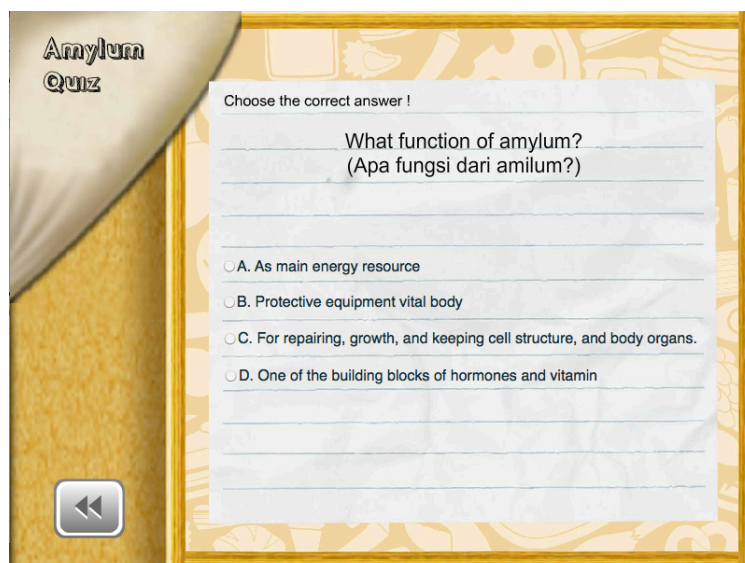 Amylum
Quiz
Choose the correct answer !
What function of amylum?
(Apa fungsi dari amilum?)
A. As main energy resource
B. Protective equipment vital body
C. For repairing, growth, and keeping cell structure, and body organs.
D. One of the building blocks of hormones and vitamin